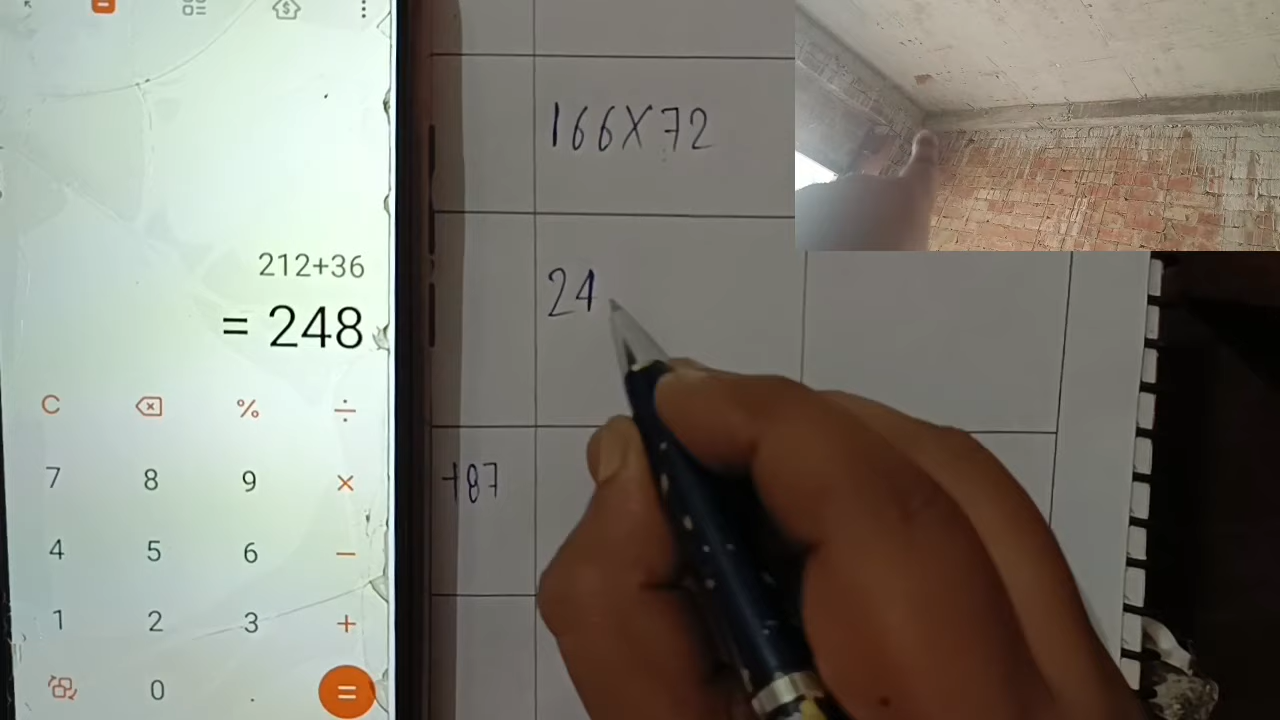 212+36
= 248
C % ÷
7 8 9 ×
4 5 6 −
1 2 3 +
0 . =
166X72
24
+87